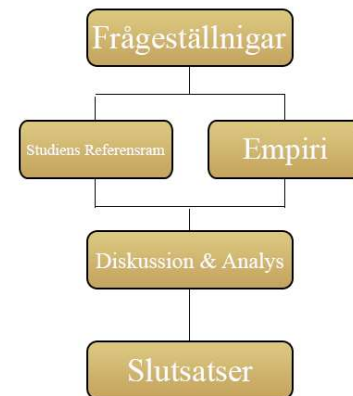 Frågeställnigar
Studiens Referensram
Empiri
Diskussion & Analys
Slutsatser